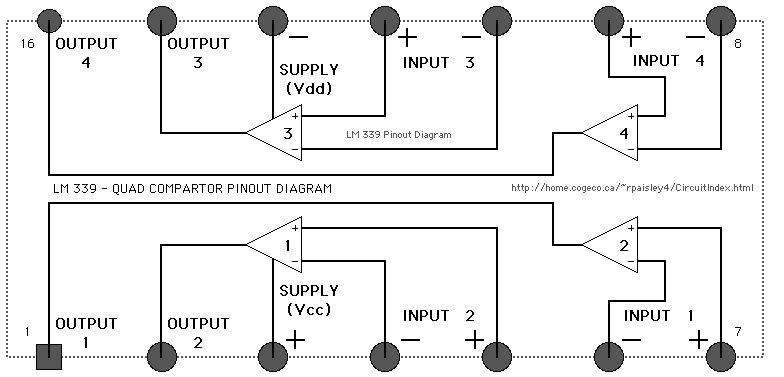 16 OUTPUT 4 OUTPUT 3 − + − + − 8
SUPPLY (Vdd) INPUT 3 INPUT 4
+ 3 − LM 339 Pinout Diagram + 4 −
LM 339 - QUAD COMPARTOR PINOUT DIAGRAM http://home.cogeco.ca/~rpaisley4/CircuitIndex.html
+ 1 − + 2 −
SUPPLY (Vcc) INPUT 2 INPUT 1
1 OUTPUT 1 OUTPUT 2 + − + − + 7